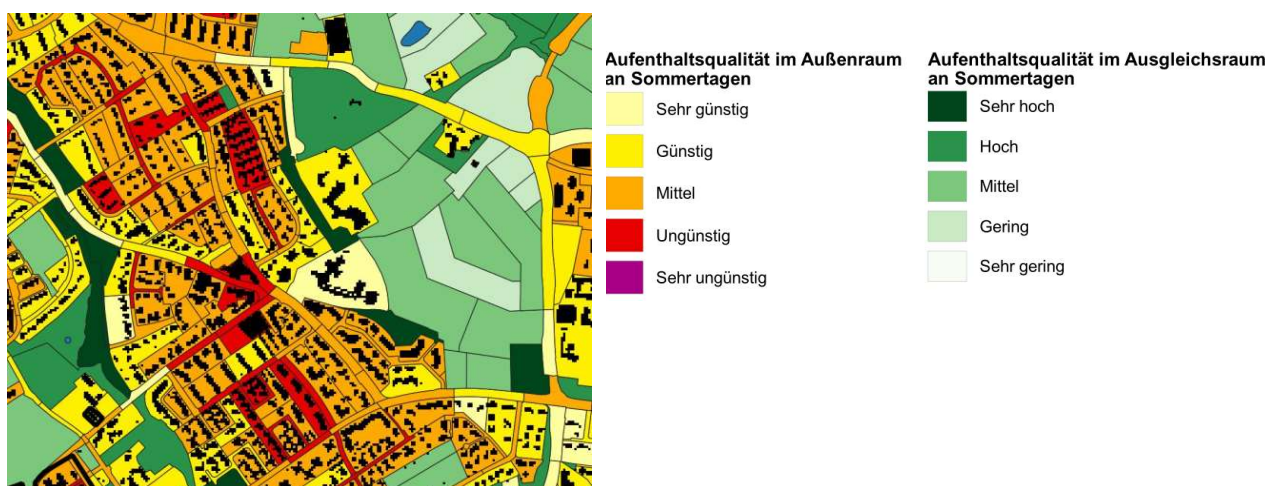 Aufenthaltsqualität im Außenraum
an Sommertagen
Sehr günstig
Günstig
Mittel
Ungünstig
Sehr ungünstig
Aufenthaltsqualität im Ausgleichsraum
an Sommertagen
Sehr hoch
Hoch
Mittel
Gering
Sehr gering